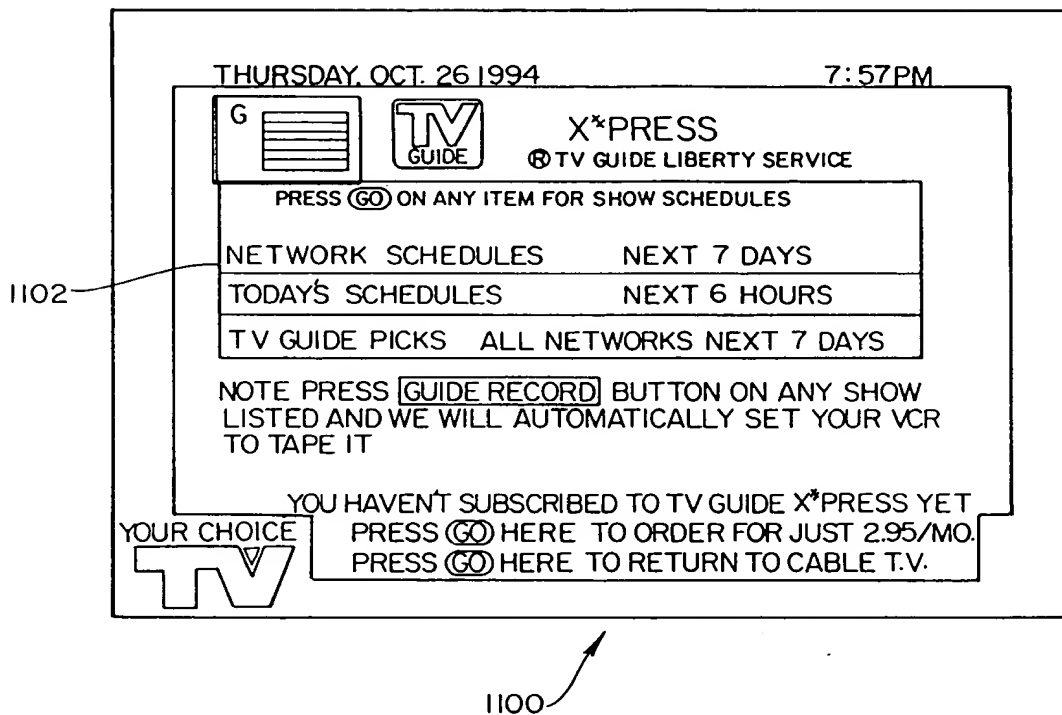 THURSDAY, OCT. 26 1994 7:57PM
G
TV
GUIDE
X*PRESS
® TV GUIDE LIBERTY SERVICE
PRESS GO ON ANY ITEM FOR SHOW SCHEDULES
NETWORK SCHEDULES NEXT 7 DAYS
TODAY'S SCHEDULES NEXT 6 HOURS
TV GUIDE PICKS ALL NETWORKS NEXT 7 DAYS
1102
NOTE PRESS GUIDE RECORD BUTTON ON ANY SHOW
LISTED AND WE WILL AUTOMATICALLY SET YOUR VCR
TO TAPE IT
YOU HAVEN'T SUBSCRIBED TO TV GUIDE X*PRESS YET
PRESS GO HERE TO ORDER FOR JUST 2.95/MO.
PRESS GO HERE TO RETURN TO CABLE T.V.
YOUR CHOICE
TV
1100